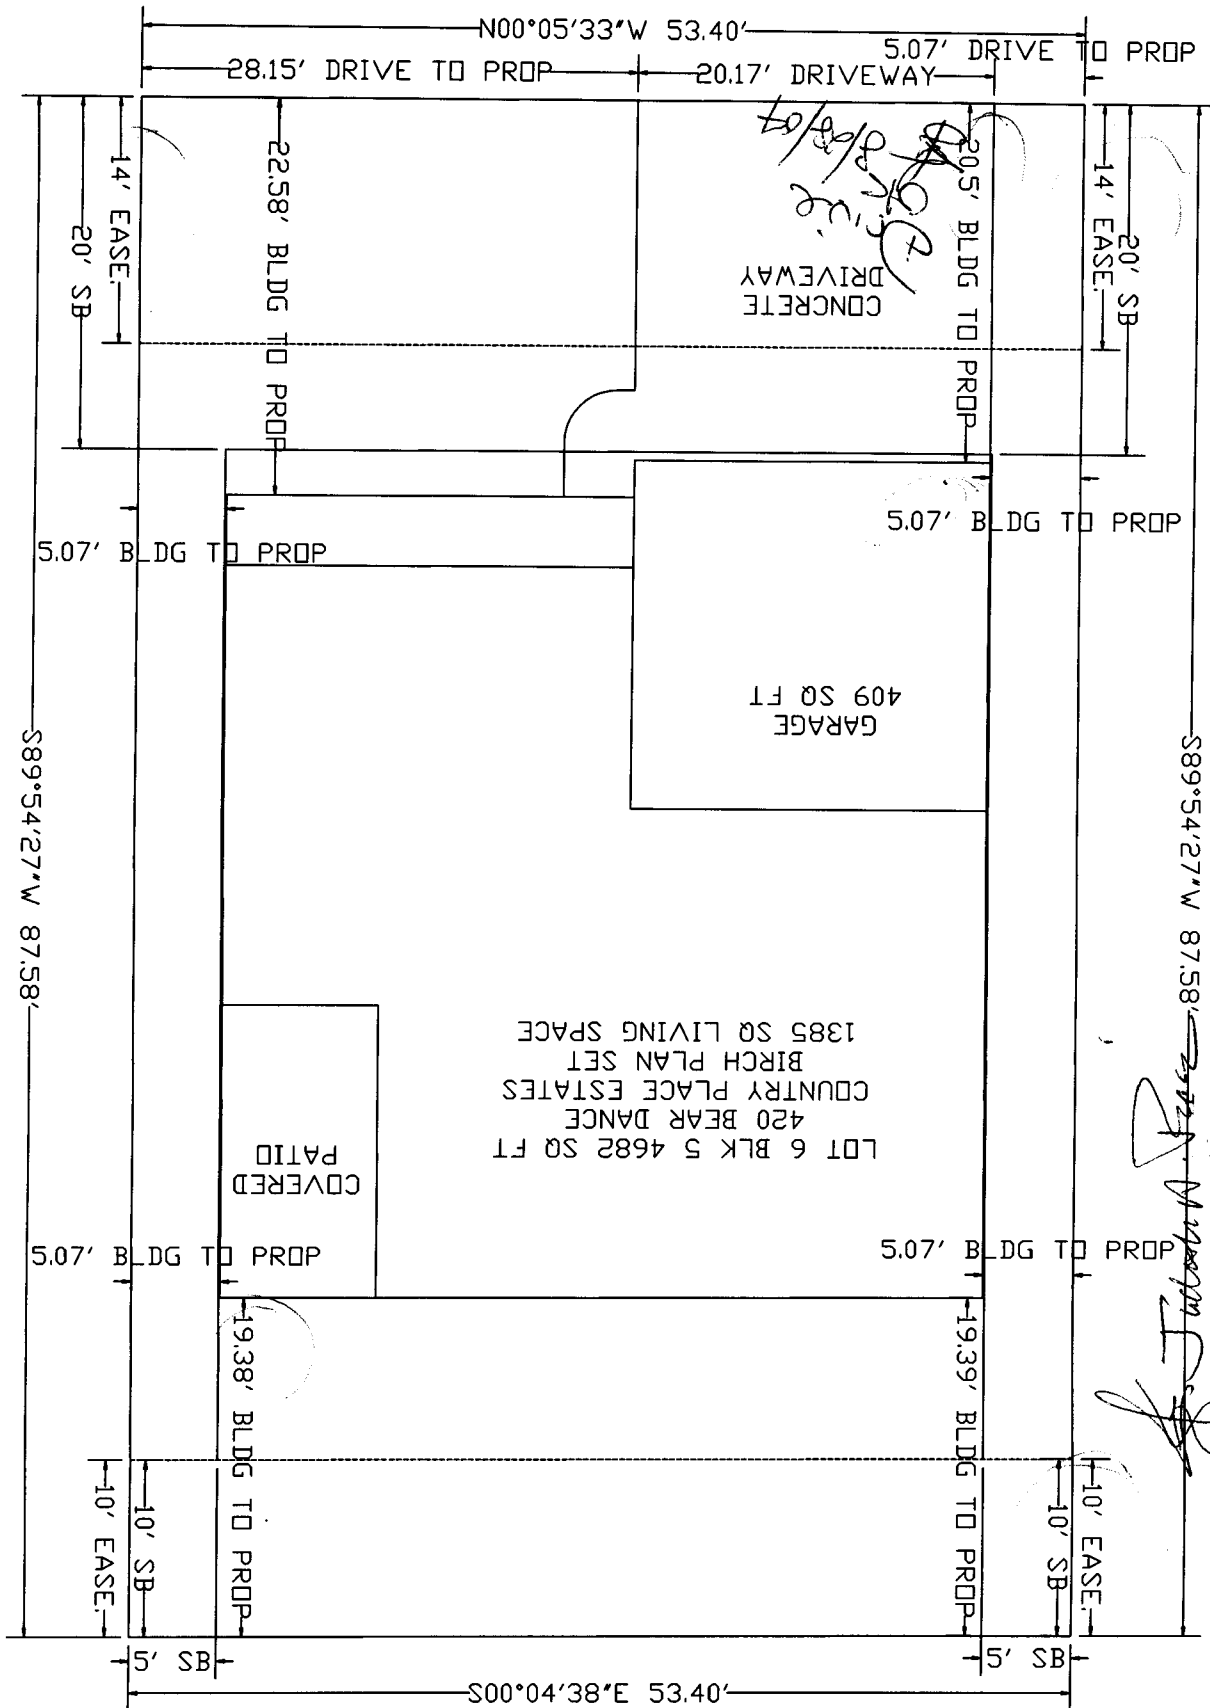 N00°05'33"W 53.40'
5.07' DRIVE TO PROP
28.15' DRIVE TO PROP
20.17' DRIVEWAY
14' EASE.
20' SB
22.58' BLDG TO PROP
20.5' BLDG TO PROP
14' EASE.
20' SB
CONCRETE
DRIVEWAY
5.07' BLDG TO PROP
5.07' BLDG TO PROP
GARAGE
409 SQ FT
S89°54'27"W 87.58'
S89°54'27"W 87.58'
LOT 6 BLK 5 4682 SQ FT
420 BEAR DANCE
COUNTRY PLACE ESTATES
BIRCH PLAN SET
1385 SQ LIVING SPACE
COVERED
PATIO
5.07' BLDG TO PROP
5.07' BLDG TO PROP
19.38' BLDG TO PROP
19.39' BLDG TO PROP
10' EASE.
10' SB
10' SB
10' EASE.
5' SB
5' SB
S00°04'38"E 53.40'